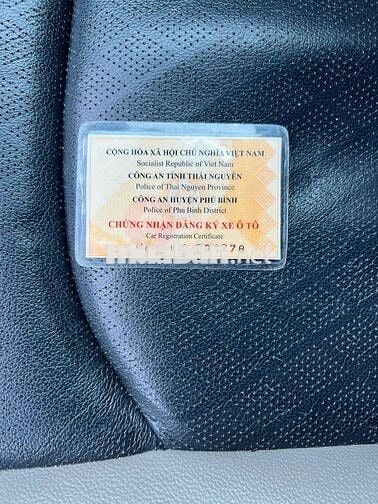 CỘNG HÒA XÃ HỘI CHỦ NGHĨA VIỆT NAM
Socialist Republic of Viet Nam
CÔNG AN TỈNH THÁI NGUYÊN
Police of Thai Nguyen Province
CÔNG AN HUYỆN PHÚ BÌNH
Police of Phu Binh District
CHỨNG NHẬN ĐĂNG KÝ XE Ô TÔ
Car Registration Certificate